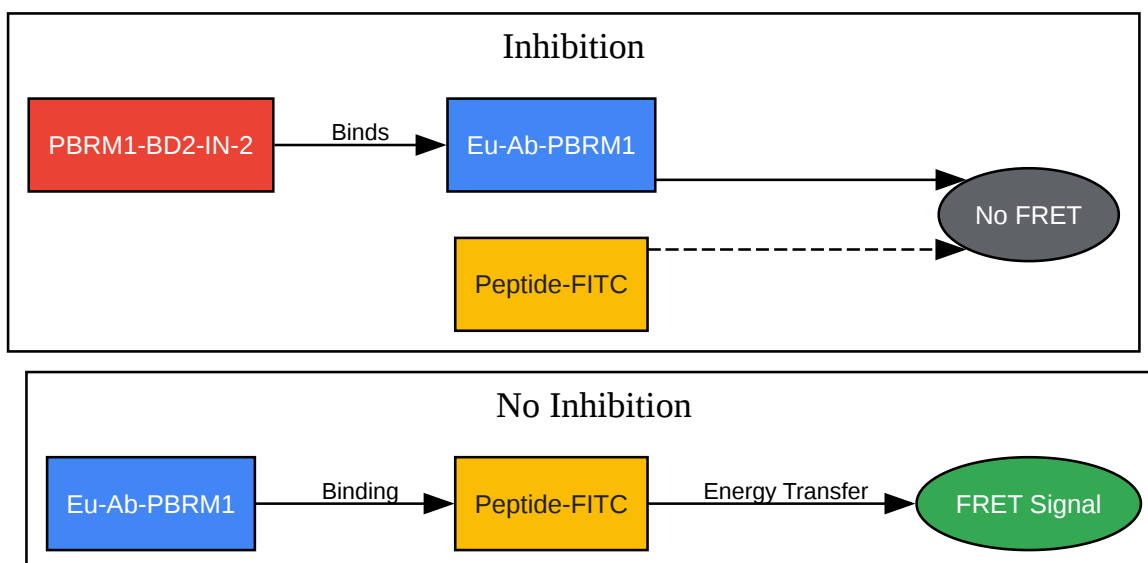 Inhibition
PBRM1-BD2-IN-2
Binds
Eu-Ab-PBRM1
No FRET
Peptide-FITC
No Inhibition
Eu-Ab-PBRM1
Binding
Peptide-FITC
Energy Transfer
FRET Signal